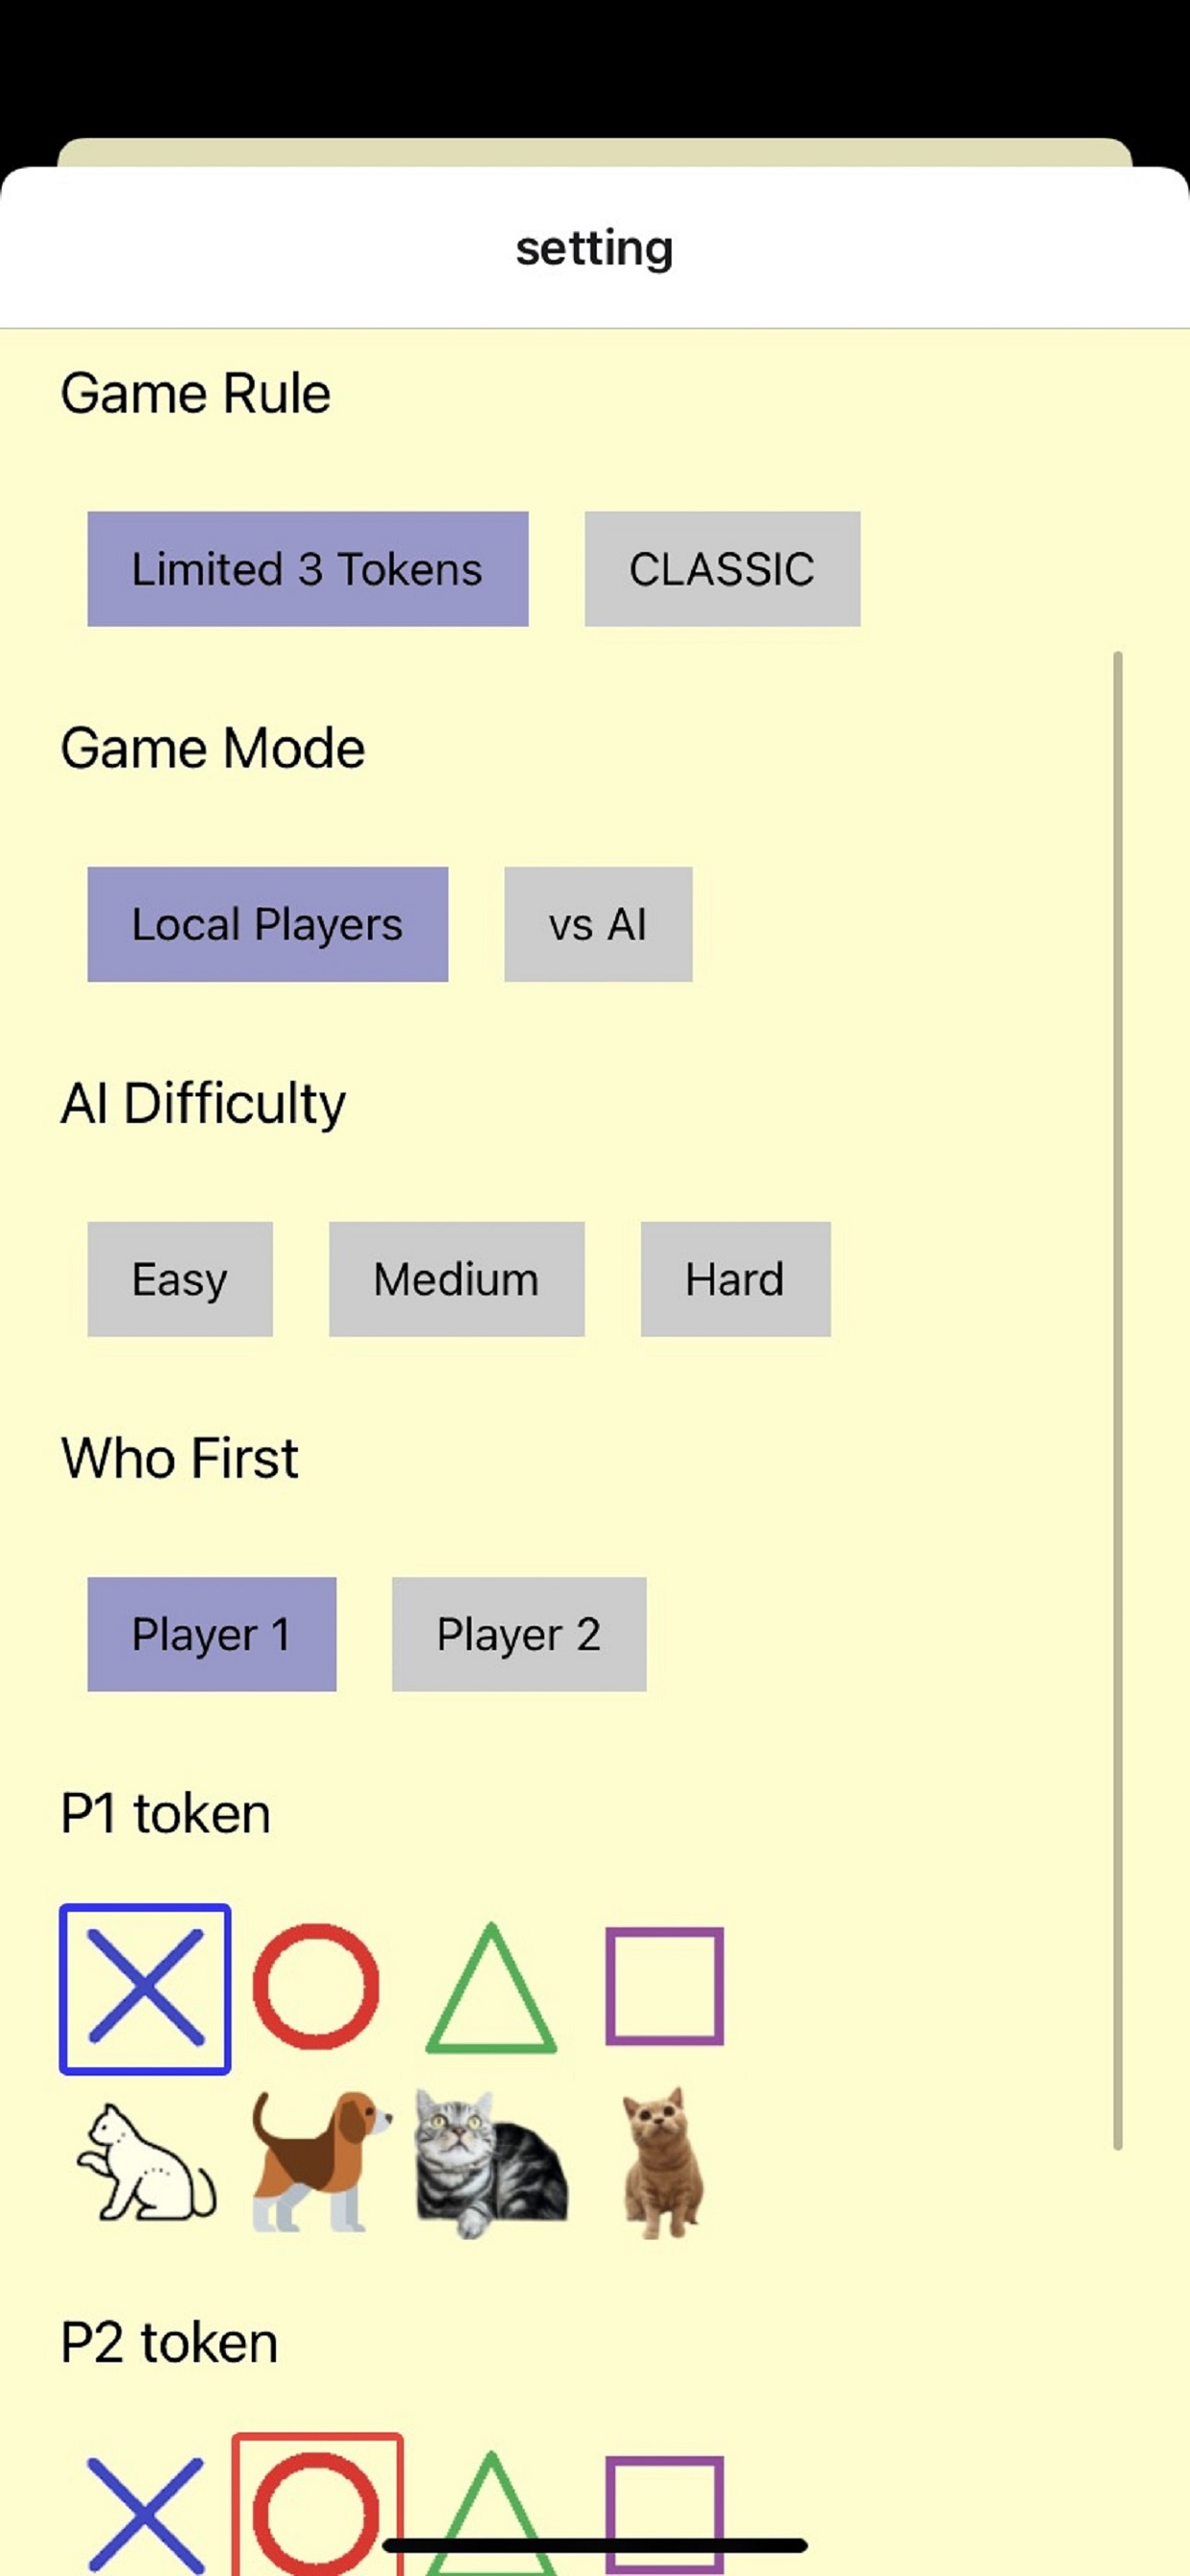 setting
Game Rule
Limited 3 Tokens CLASSIC
Game Mode
Local Players vs AI
AI Difficulty
Easy Medium Hard
Who First
Player 1 Player 2
P1 token
P2 token